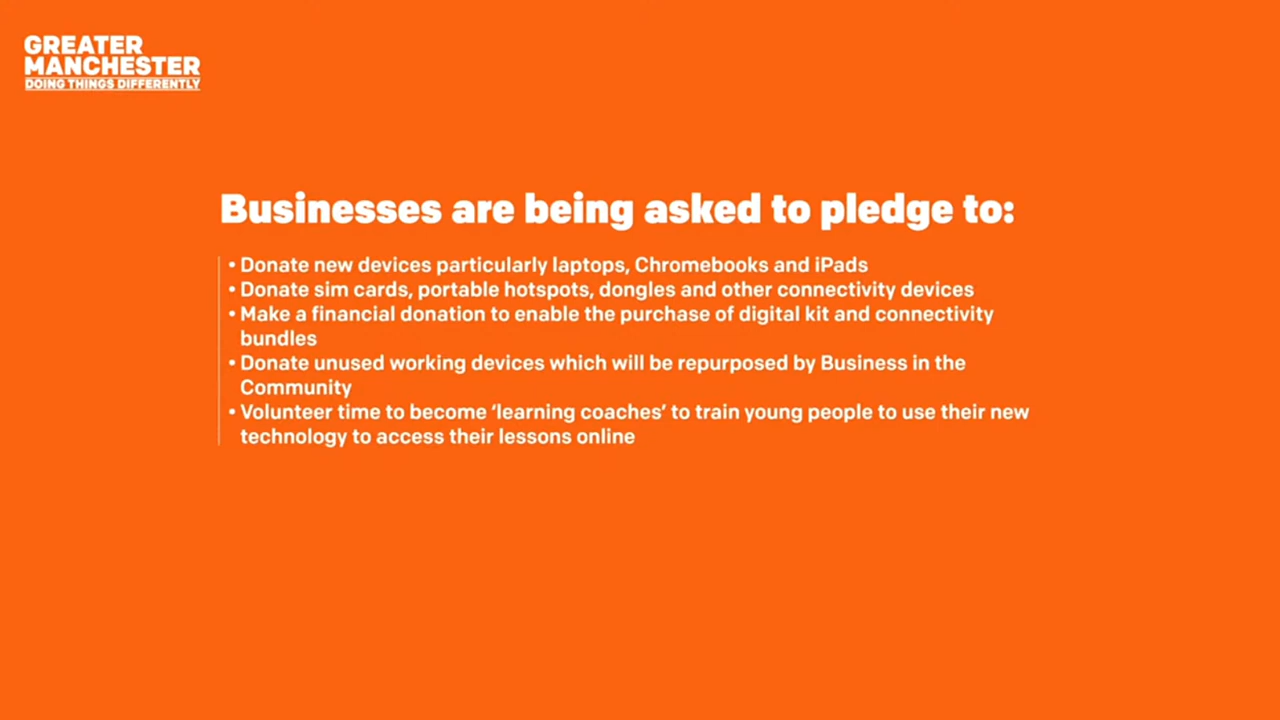 GREATER
MANCHESTER
DOING THINGS DIFFERENTLY
Businesses are being asked to pledge to:
• Donate new devices particularly laptops, Chromebooks and iPads
• Donate sim cards, portable hotspots, dongles and other connectivity devices
• Make a financial donation to enable the purchase of digital kit and connectivity
bundles
• Donate unused working devices which will be repurposed by Business in the
Community
• Volunteer time to become ‘learning coaches’ to train young people to use their new
technology to access their lessons online